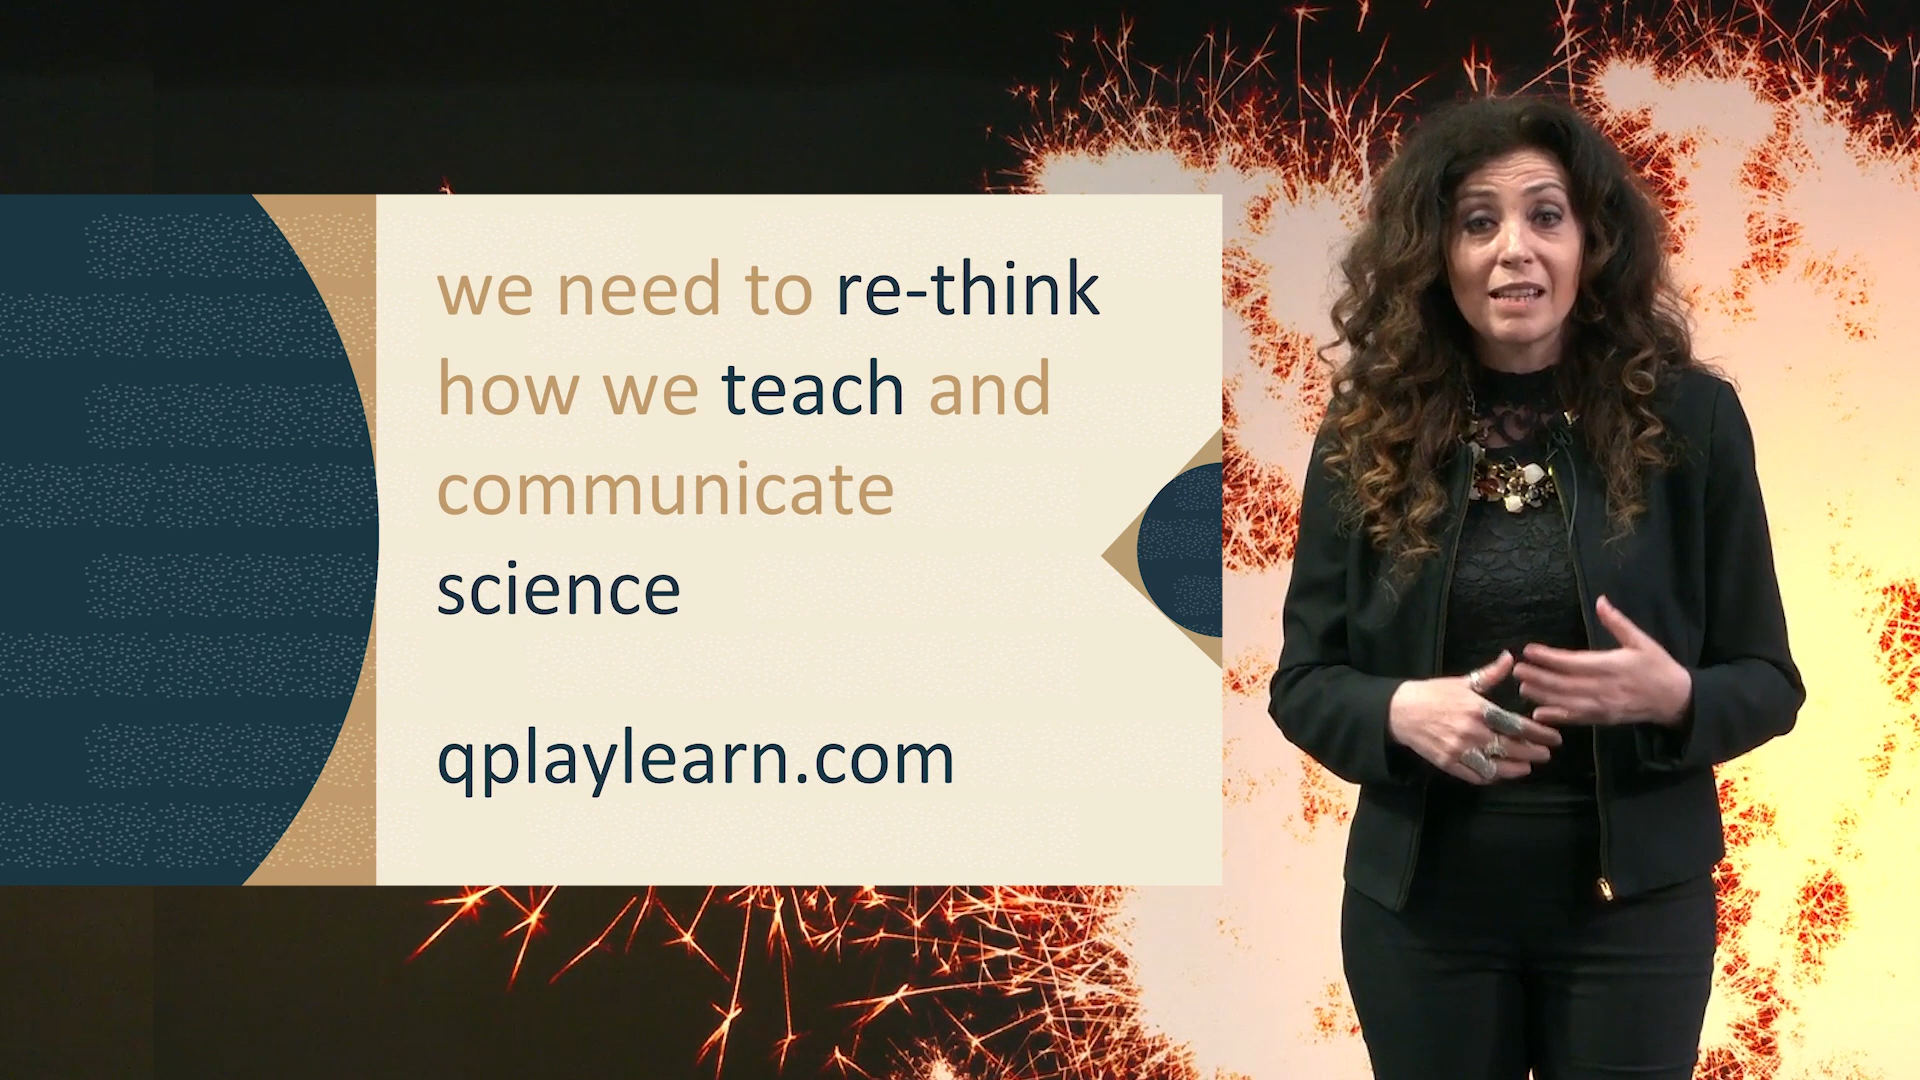 we need to re-think
how we teach and
communicate
science
qplaylearn.com